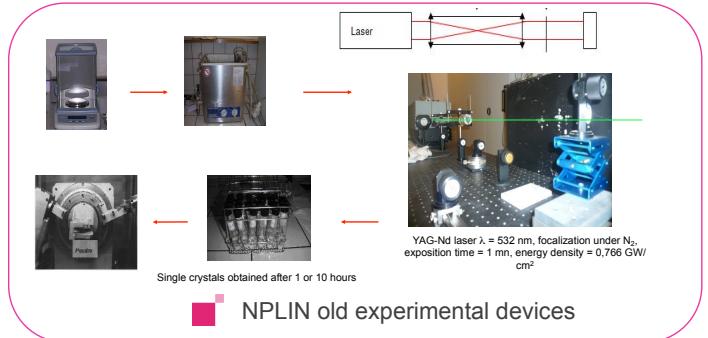 Laser
YAG-Nd laser λ = 532 nm, focalization under N₂,
exposition time = 1 mn, energy density = 0,766 GW/
cm²
Poudre
Single crystals obtained after 1 or 10 hours
NPLIN old experimental devices